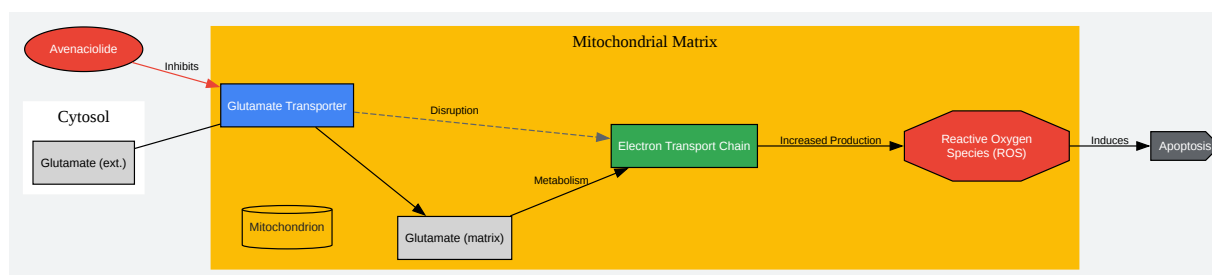 Mitochondrial Matrix
Avenaciolide
Inhibits
Glutamate Transporter
Cytosol
Glutamate (ext.)
Disruption
Electron Transport Chain
Increased Production
Reactive Oxygen
Species (ROS)
Induces
Apoptosis
Metabolism
Mitochondrion
Glutamate (matrix)